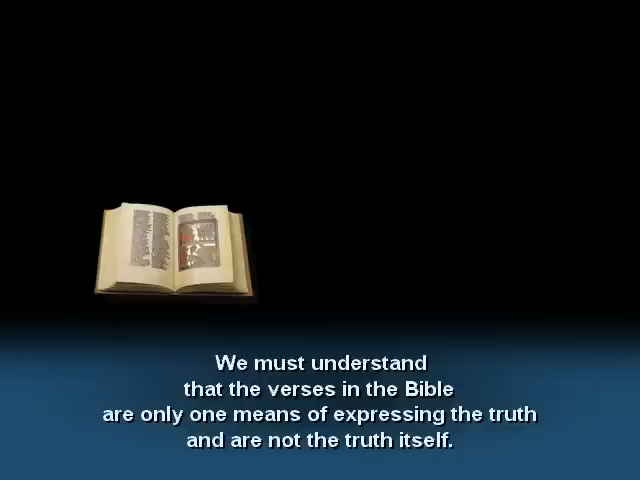 We must understand
that the verses in the Bible
are only one means of expressing the truth
and are not the truth itself.